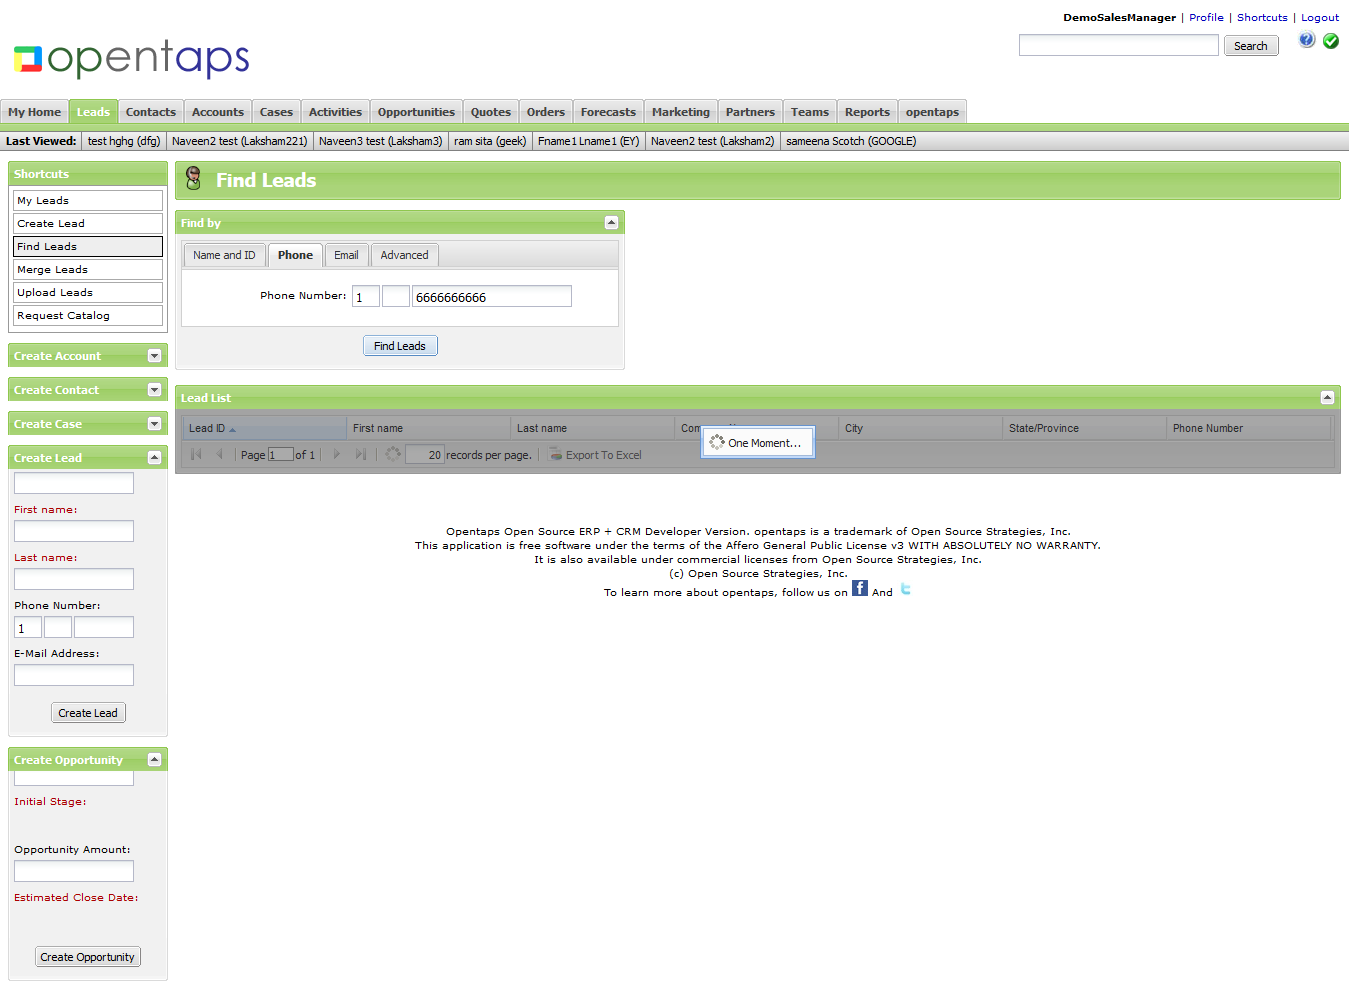 DemoSalesManager | Profile | Shortcuts | Logout
opentaps
Search
My Home Leads Contacts Accounts Cases Activities Opportunities Quotes Orders Forecasts Marketing Partners Teams Reports opentaps
Last Viewed: test hghg (dfg) Naveen2 test (Laksham221) Naveen3 test (Laksham3) ram sita (geek) Fname1 Lname1 (EY) Naveen2 test (Laksham2) sameena Scotch (GOOGLE)
Shortcuts
My Leads
Create Lead
Find Leads
Merge Leads
Upload Leads
Request Catalog
Create Account
Create Contact
Create Case
Create Lead
First name:
Last name:
Phone Number:
1
E-Mail Address:
Create Lead
Create Opportunity
Initial Stage:
Opportunity Amount:
Estimated Close Date:
Create Opportunity
Find Leads
Find by
Name and ID Phone Email Advanced
Phone Number: 1 6666666666
Find Leads
Lead List
Lead ID First name Last name City State/Province Phone Number
One Moment...
Page 1 of 1 20 records per page. Export To Excel
Opentaps Open Source ERP + CRM Developer Version. opentaps is a trademark of Open Source Strategies, Inc.
This application is free software under the terms of the Affero General Public License v3 WITH ABSOLUTELY NO WARRANTY.
It is also available under commercial licenses from Open Source Strategies, Inc.
(c) Open Source Strategies, Inc.
To learn more about opentaps, follow us on f And t